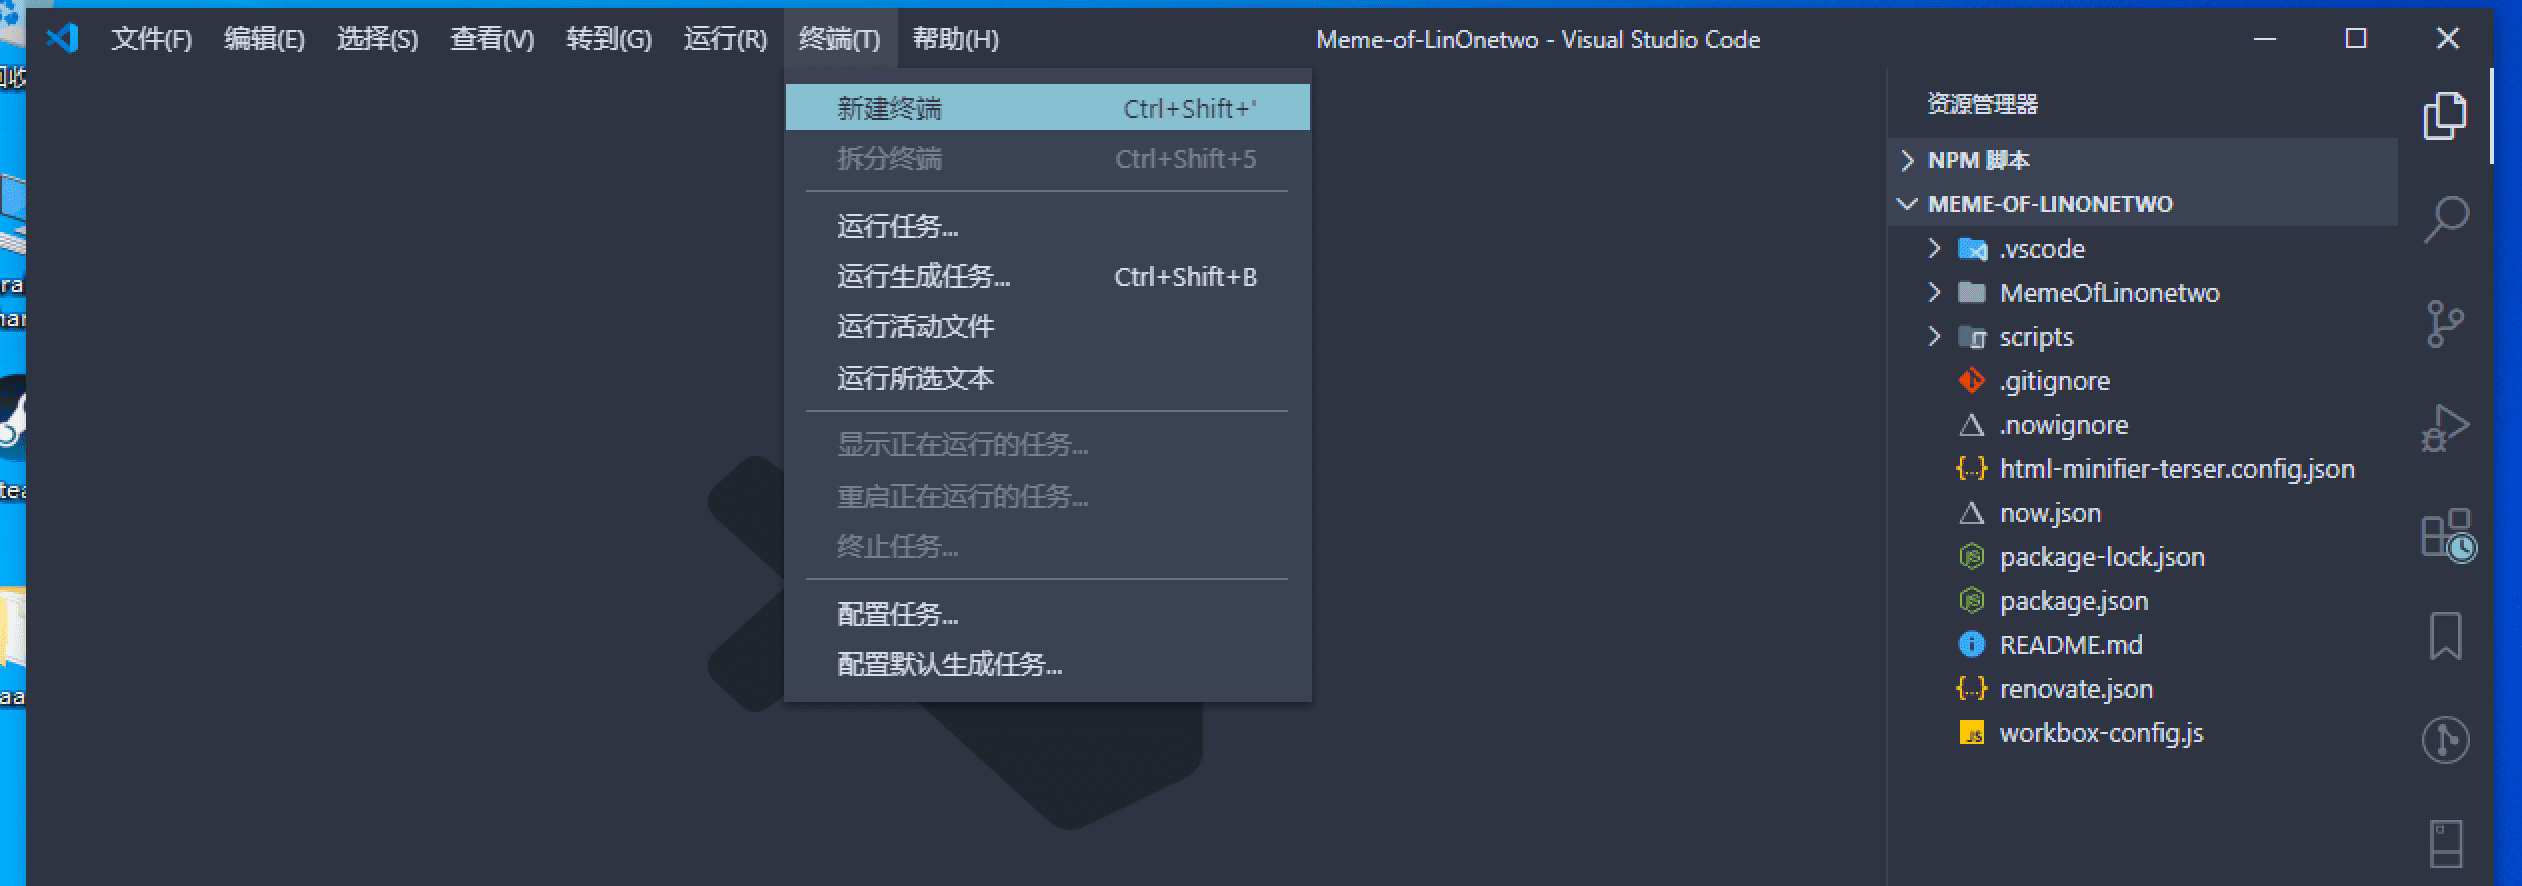 文件(F) 编辑(E) 选择(S) 查看(V) 转到(G) 运行(R) 终端(T) 帮助(H) Meme-of-LinOnetwo - Visual Studio Code
新建终端 Ctrl+Shift+'
拆分终端 Ctrl+Shift+5
运行任务...
运行生成任务... Ctrl+Shift+B
运行活动文件
运行所选文本
显示正在运行的任务...
重启正在运行的任务...
终止任务...
配置任务...
配置默认生成任务...
资源管理器
NPM 脚本
MEME-OF-LINONETWO
.vscode
MemeOfLinonetwo
scripts
.gitignore
.nowignore
html-minifier-terser.config.json
now.json
package-lock.json
package.json
README.md
renovate.json
workbox-config.js